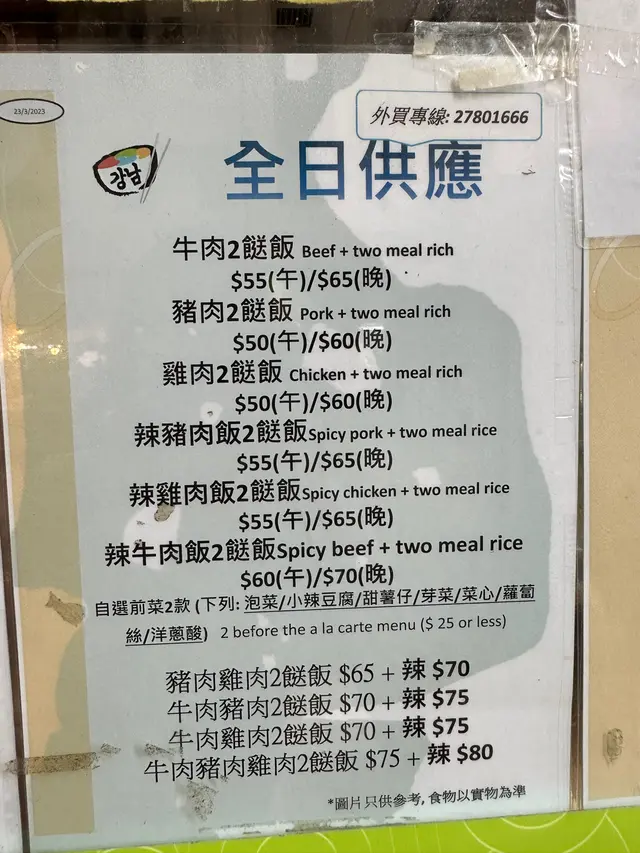 23/3/2023
外買專線: 27801666
강남
全日供應
牛肉2餸飯 Beef + two meal rich
$55(午)/$65(晚)
豬肉2餸飯 Pork + two meal rich
$50(午)/$60(晚)
雞肉2餸飯 Chicken + two meal rich
$50(午)/$60(晚)
辣豬肉飯2餸飯Spicy pork + two meal rice
$55(午)/$65(晚)
辣雞肉飯2餸飯Spicy chicken + two meal rice
$55(午)/$65(晚)
辣牛肉飯2餸飯Spicy beef + two meal rice
$60(午)/$70(晚)
自選前菜2款 (下列: 泡菜/小辣豆腐/甜薯仔/芽菜/菜心/蘿蔔
絲/洋蔥酸) 2 before the a la carte menu ($ 25 or less)
豬肉雞肉2餸飯 $65 + 辣 $70
牛肉豬肉2餸飯 $70 + 辣 $75
牛肉雞肉2餸飯 $70 + 辣 $75
牛肉豬肉雞肉2餸飯 $75 + 辣 $80
*圖片只供參考, 食物以實物為準